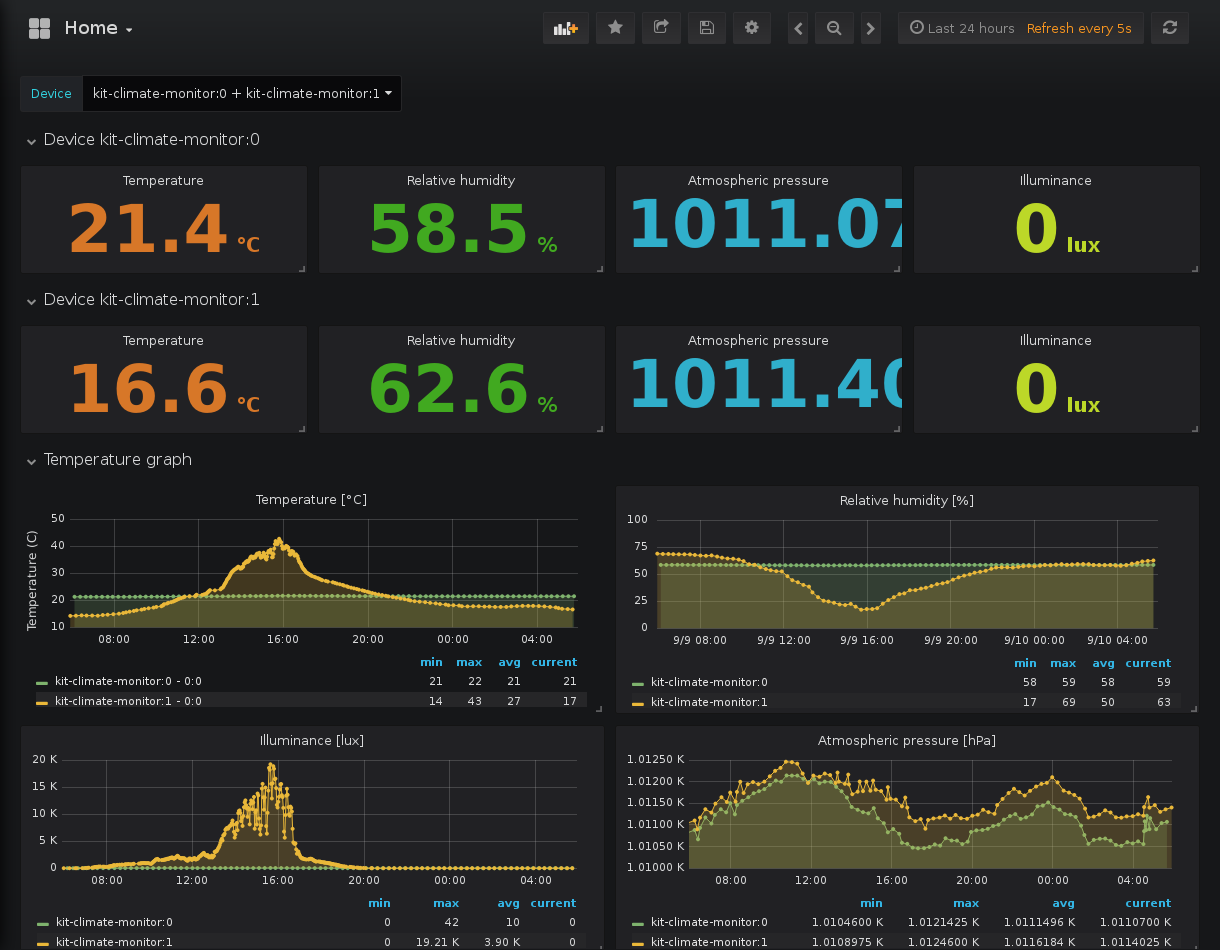 Home
Last 24 hours Refresh every 5s
Device kit-climate-monitor:0 + kit-climate-monitor:1
Device kit-climate-monitor:0
Temperature Relative humidity Atmospheric pressure Illuminance
21.4 °C 58.5 % 1011.07 0 lux
Device kit-climate-monitor:1
Temperature Relative humidity Atmospheric pressure Illuminance
16.6 °C 62.6 % 1011.40 0 lux
Temperature graph
Temperature [°C]
Temperature (C)
50
40
30
20
10
08:00 12:00 16:00 20:00 00:00 04:00
min max avg current
kit-climate-monitor:0 - 0:0 21 22 21 21
kit-climate-monitor:1 - 0:0 14 43 27 17
Relative humidity [%]
100
75
50
25
0
9/9 08:00 9/9 12:00 9/9 16:00 9/9 20:00 9/10 00:00 9/10 04:00
min max avg current
kit-climate-monitor:0 58 59 58 59
kit-climate-monitor:1 17 69 50 63
Illuminance [lux]
20 K
15 K
10 K
5 K
0
08:00 12:00 16:00 20:00 00:00 04:00
min max avg current
kit-climate-monitor:0 0 42 10 0
kit-climate-monitor:1 0 19.21 K 3.90 K 0
Atmospheric pressure [hPa]
1.01250 K
1.01200 K
1.01150 K
1.01100 K
1.01050 K
1.01000 K
08:00 12:00 16:00 20:00 00:00 04:00
min max avg current
kit-climate-monitor:0 1.0104600 K 1.0121425 K 1.0111496 K 1.0110700 K
kit-climate-monitor:1 1.0108975 K 1.0124600 K 1.0116184 K 1.0114025 K